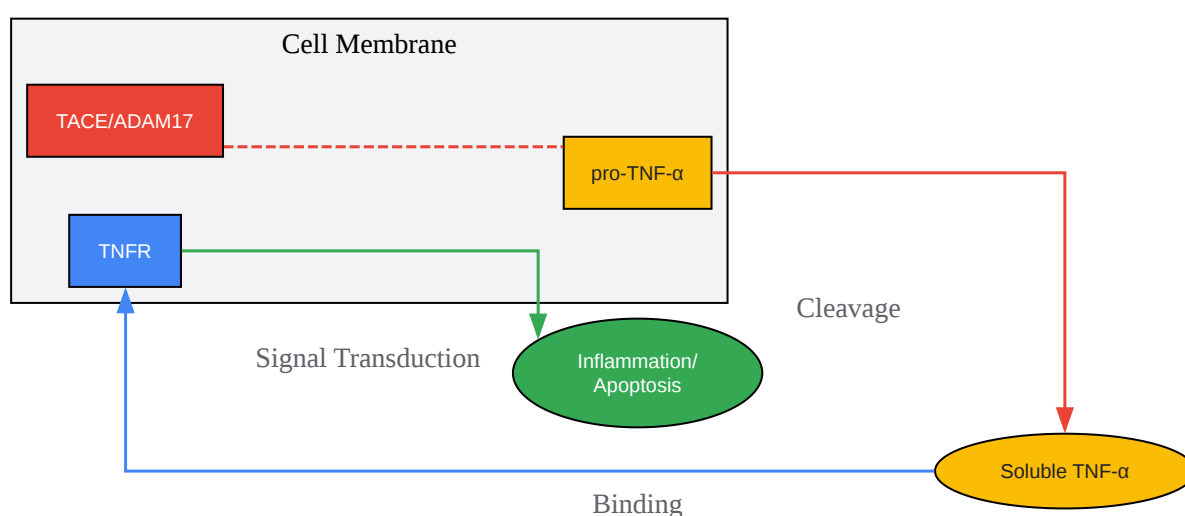 Cell Membrane
TACE/ADAM17
pro-TNF-α
TNFR
Cleavage
Signal Transduction
Inflammation/
Apoptosis
Soluble TNF-α
Binding